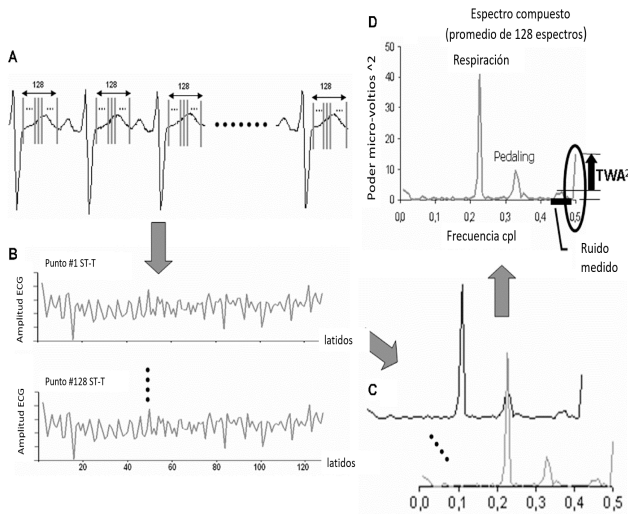 A
128
128
128
128
...
...
...
...
...
...
...
...
B
Punto #1 ST-T
Amplitud ECG
latidos
Punto #128 ST-T
Amplitud ECG
latidos
20
40
60
80
100
120
D
Espectro compuesto
(promedio de 128 espectros)
Poder micro-voltios ^2
50
40
30
20
10
0
Respiración
Pedaling
TWA²
0,0
0,1
0,2
0,3
0,4
0,5
Frecuencia cpl
Ruido
medido
C
0,0
0,1
0,2
0,3
0,4
0,5